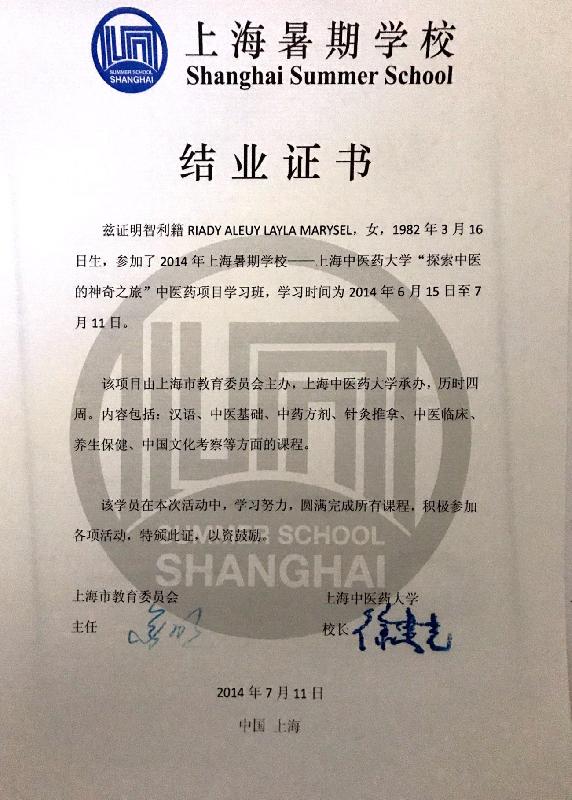 SUMMER SCHOOL
SHANGHAI
上海暑期学校
Shanghai Summer School
结业证书
兹证明智利籍 RIADY ALEUY LAYLA MARYSEL，女，1982 年 3 月 16
日生，参加了 2014 年上海暑期学校——上海中医药大学“探索中医
的神奇之旅”中医药项目学习班，学习时间为 2014 年 6 月 15 日至 7
月 11 日。
该项目由上海市教育委员会主办，上海中医药大学承办，历时四
周。内容包括：汉语、中医基础、中药方剂、针灸推拿、中医临床、
养生保健、中国文化考察等方面的课程。
该学员在本次活动中，学习努力，圆满完成所有课程，积极参加
各项活动，特颁此证，以资鼓励。
SUMMER SCHOOL
SHANGHAI
上海市教育委员会
上海中医药大学
主任
校长 徐建光
2014 年 7 月 11 日
中国 上海